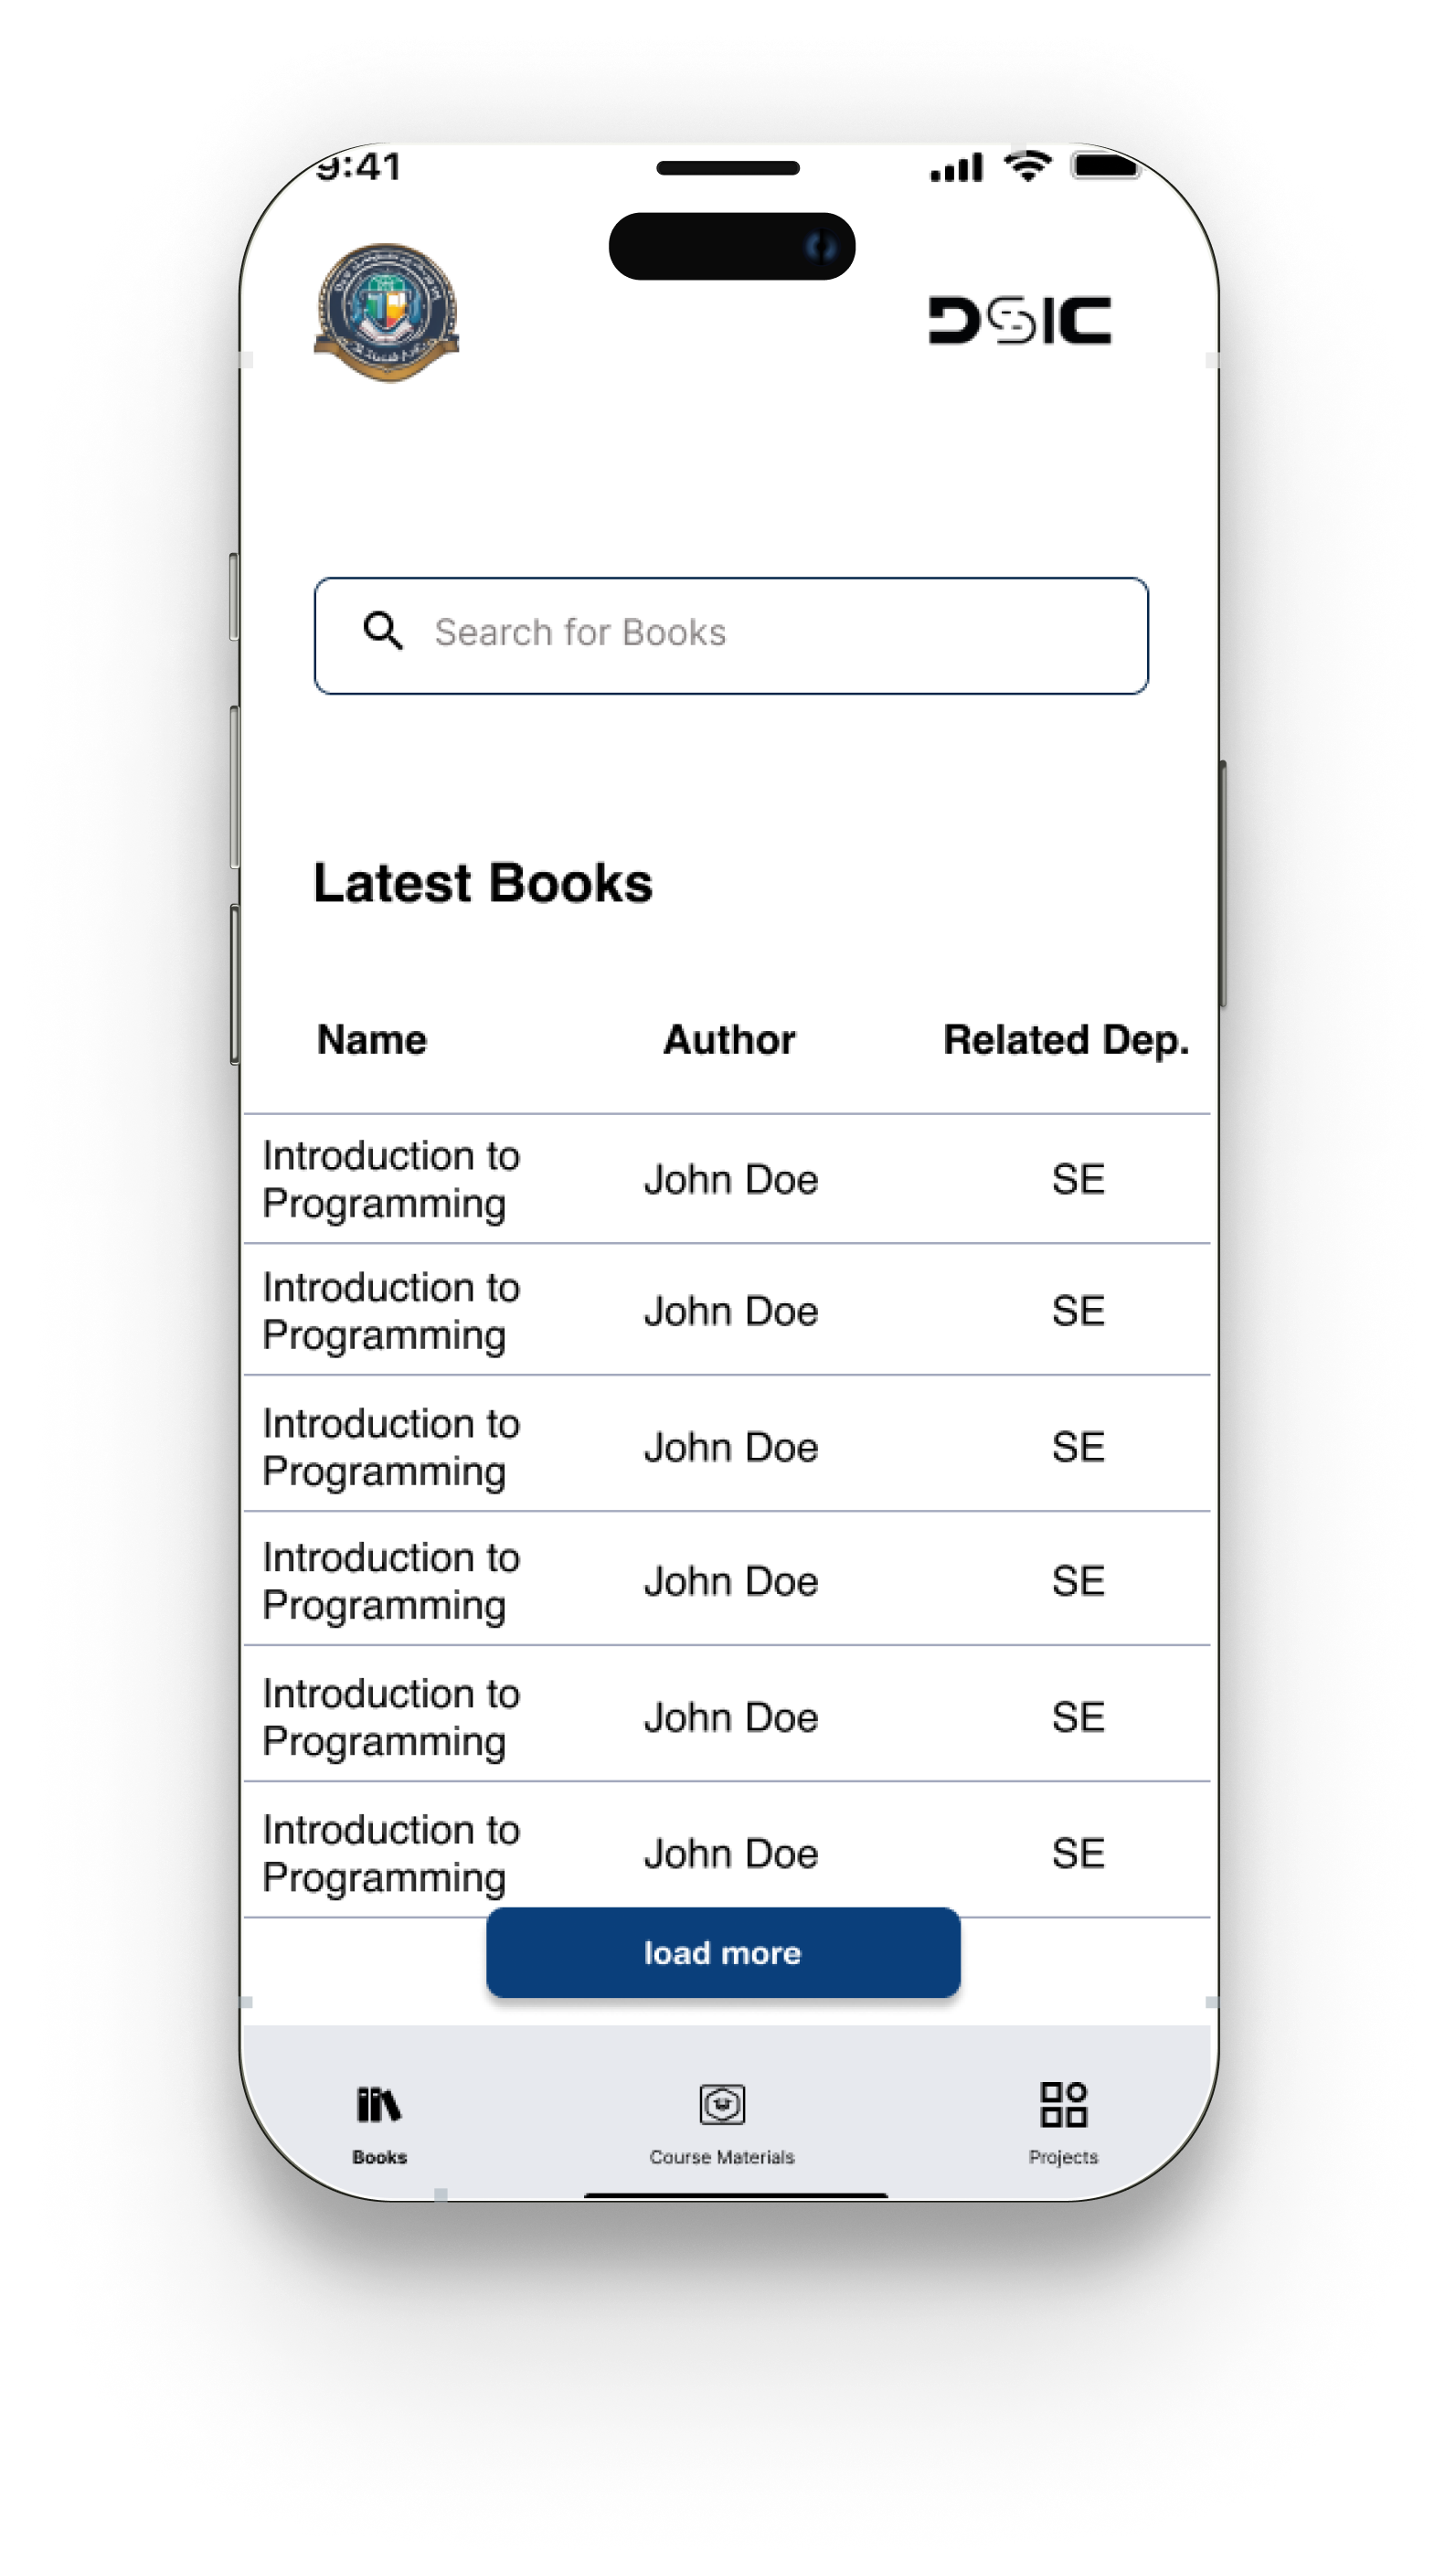 9:41
DSIC
Search for Books
Latest Books
Name Author Related Dep.
Introduction to
Programming
John Doe SE
Introduction to
Programming
John Doe SE
Introduction to
Programming
John Doe SE
Introduction to
Programming
John Doe SE
Introduction to
Programming
John Doe SE
Introduction to
Programming
John Doe SE
load more
Books Course Materials Projects